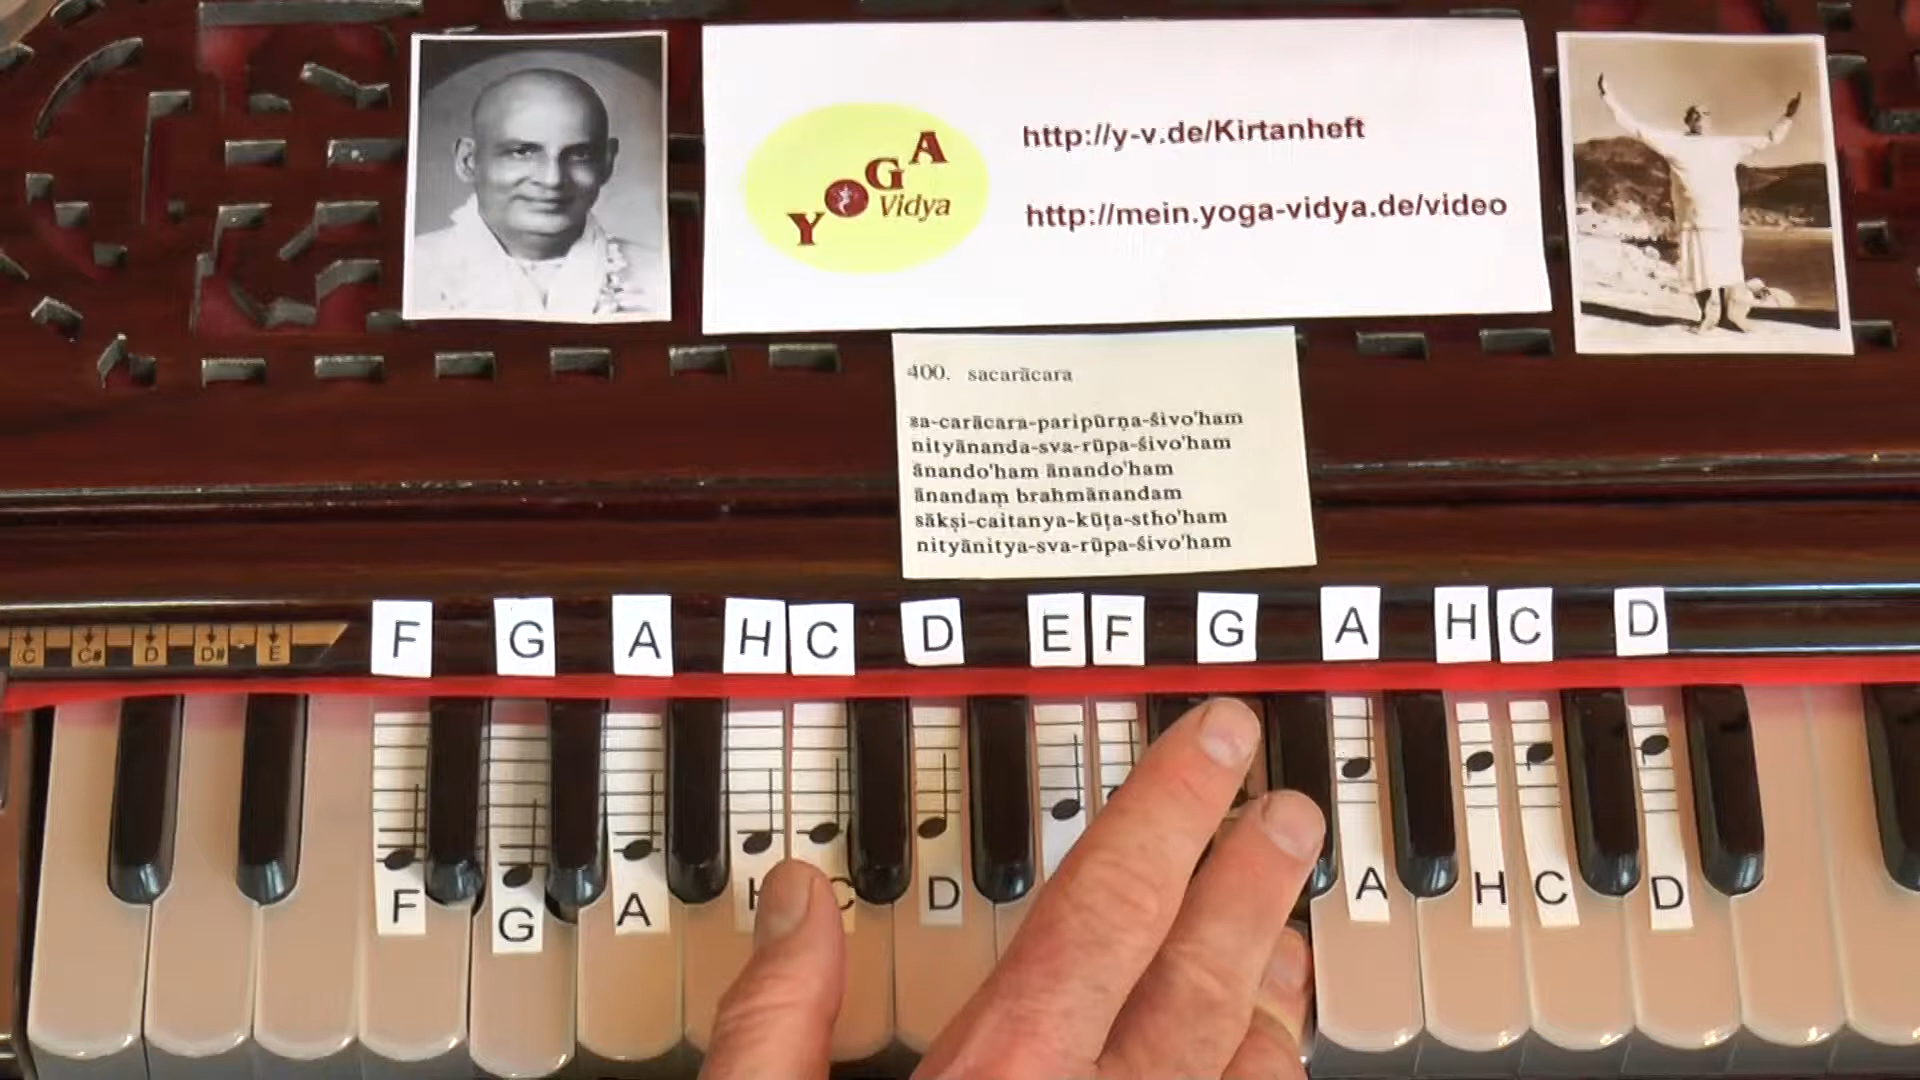 YOGA
Vidya
http://y-v.de/Kirtanheft
http://mein.yoga-vidya.de/video
400. sacarācara
sa-carācara-paripūrṇa-śivo'ham
nityānanda-sva-rūpa-śivo'ham
ānando'ham ānando'ham
ānandaṃ brahmānandam
sākṣi-caitanya-kūṭa-stho'ham
nityānitya-sva-rūpa-śivo'ham
F G A H C D E F G A H C D
C C# D D# E
F G A H C D A H C D